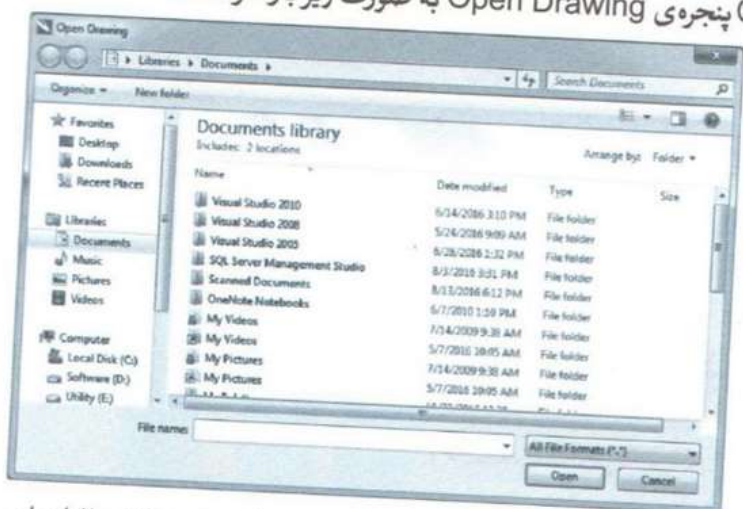 پنجره‌ی Open Drawing به صورت زیر
Open Drawing
Libraries ▸ Documents ▸
Search Documents
Organize
New folder
Favorites
Desktop
Downloads
Recent Places
Libraries
Documents
Music
Pictures
Videos
Computer
Local Disk (C:)
Software (D:)
Utility (E:)
Documents library
Includes: 2 locations
Arrange by: Folder
Name Date modified Type Size
Visual Studio 2010 6/14/2016 3:10 PM File folder
Visual Studio 2008 5/24/2016 9:09 AM File folder
Visual Studio 2005 6/28/2016 1:32 PM File folder
SQL Server Management Studio 8/3/2016 3:31 PM File folder
Scanned Documents 8/13/2016 6:12 PM File folder
OneNote Notebooks 6/7/2010 1:59 PM File folder
My Videos 7/14/2009 9:38 AM File folder
My Videos 5/7/2016 10:05 AM File folder
My Pictures 7/14/2009 9:38 AM File folder
My Pictures 5/7/2016 10:05 AM File folder
File name:
All File Formats (*.*)
Open
Cancel